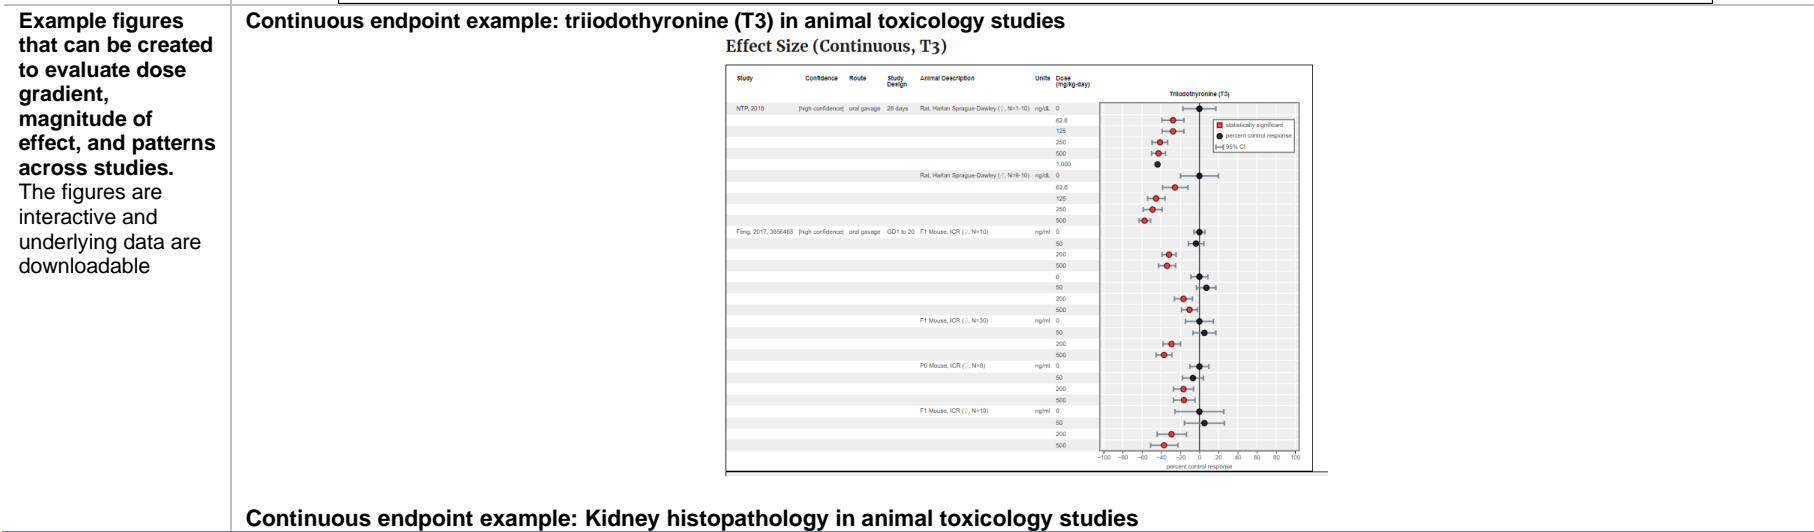 Example figures
that can be created
to evaluate dose
gradient,
magnitude of
effect, and patterns
across studies.
The figures are
interactive and
underlying data are
downloadable
Continuous endpoint example: triiodothyronine (T3) in animal toxicology studies
Effect Size (Continuous, T3)
Study Confidence Route Study Design Animal Description Units Dose (mg/kg-day)
Triiodothyronine (T3)
NTP, 2018 [high confidence] oral gavage 28 days Rat, Harlan Sprague-Dawley (♀, N=1-10) ng/dL 0
62.6
125
250
500
1,000
Rat, Harlan Sprague-Dawley (♂, N=9-10) ng/dL 0
62.6
125
250
500
Feng, 2017, 3856465 [high confidence] oral gavage GD1 to 20 F1 Mouse, ICR (♀, N=10) ng/ml 0
50
200
500
0
50
200
500
F1 Mouse, ICR (♀, N=30) ng/ml 0
50
200
500
P0 Mouse, ICR (♀, N=8) ng/ml 0
50
200
500
F1 Mouse, ICR (♀, N=10) ng/ml 0
50
200
500
statistically significant
percent control response
95% CI
-100 -80 -60 -40 -20 0 20 40 60 80 100
percent control response
Continuous endpoint example: Kidney histopathology in animal toxicology studies